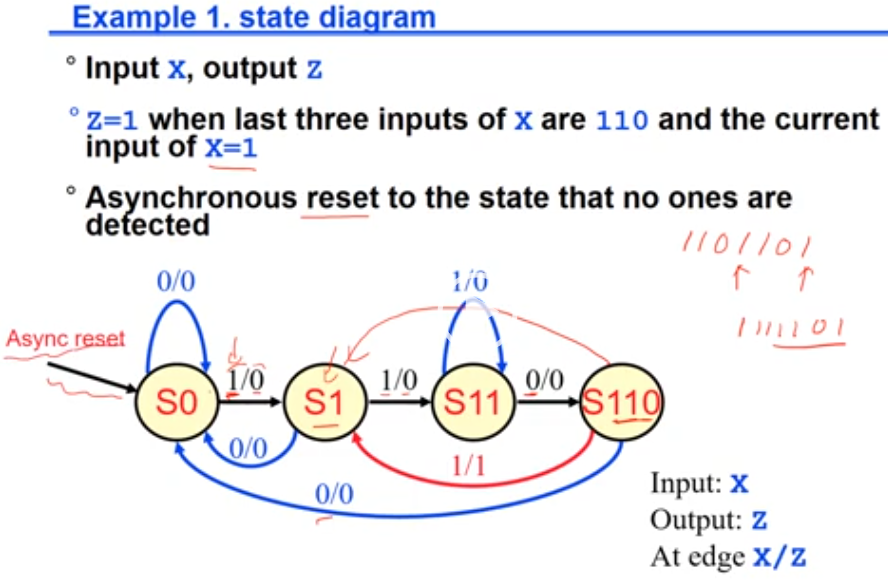 Example 1. state diagram
° Input X, output Z
° Z=1 when last three inputs of X are 110 and the current
input of X=1
° Asynchronous reset to the state that no ones are
detected
1101101
0/0
1/0
111101
Async reset
1/0
1/0
0/0
S0
S1
S11
S110
0/0
1/1
0/0
Input: X
Output: Z
At edge X/Z